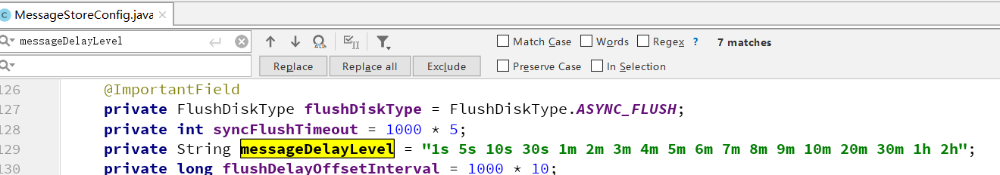 MessageStoreConfig.java
messageDelayLevel
Match Case Words Regex ? 7 matches
Replace Replace all Exclude Preserve Case In Selection
126 @ImportantField
127 private FlushDiskType flushDiskType = FlushDiskType.ASYNC_FLUSH;
128 private int syncFlushTimeout = 1000 * 5;
129 private String messageDelayLevel = "1s 5s 10s 30s 1m 2m 3m 4m 5m 6m 7m 8m 9m 10m 20m 30m 1h 2h";
130 private long flushDelayOffsetInterval = 1000 * 10;